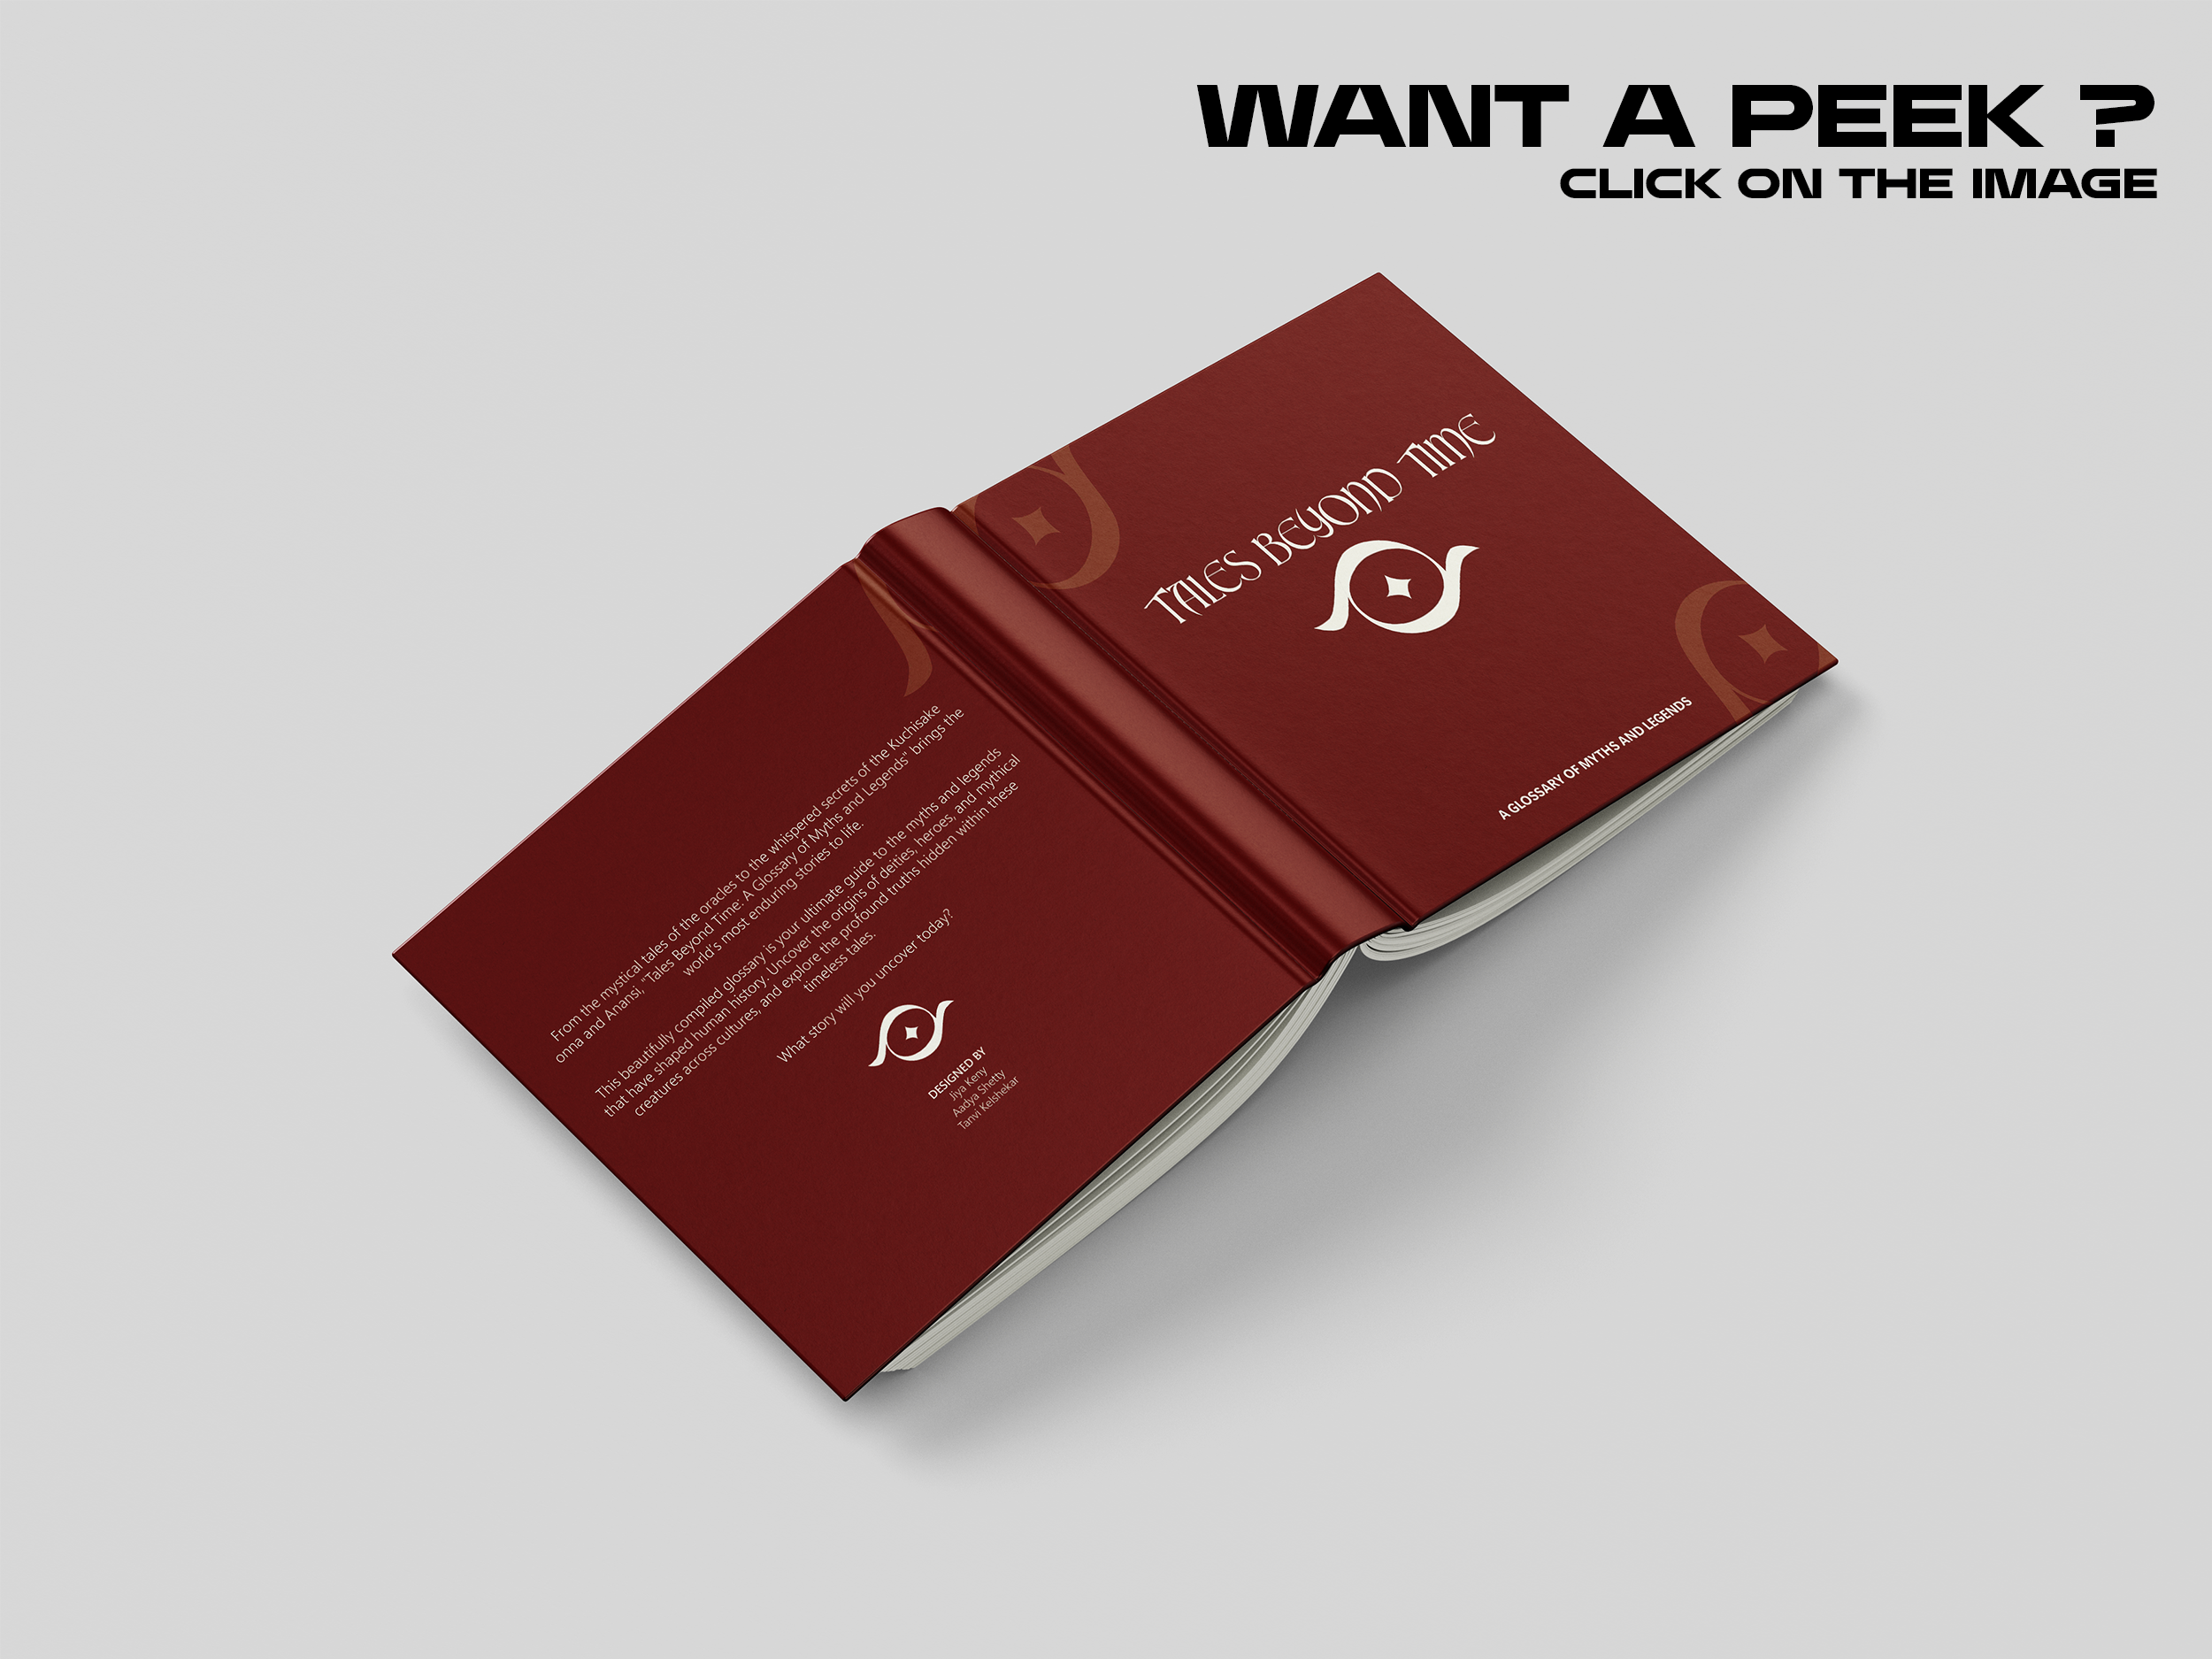 WANT A PEEK ?
CLICK ON THE IMAGE
TALES BEYOND TIME
A GLOSSARY OF MYTHS AND LEGENDS
From the mystical tales of the oracles to the whispered secrets of the Kuchisake
onna and Anansi, "Tales Beyond Time: A Glossary of Myths and Legends" brings the
world's most enduring stories to life.
This beautifully compiled glossary is your ultimate guide to the myths and legends
that have shaped human history. Uncover the origins of deities, heroes, and mythical
creatures across cultures, and explore the profound truths hidden within these
timeless tales.
What story will you uncover today?
DESIGNED BY
Jiya Keny
Aadya Shetty
Tanvi Kelshekar